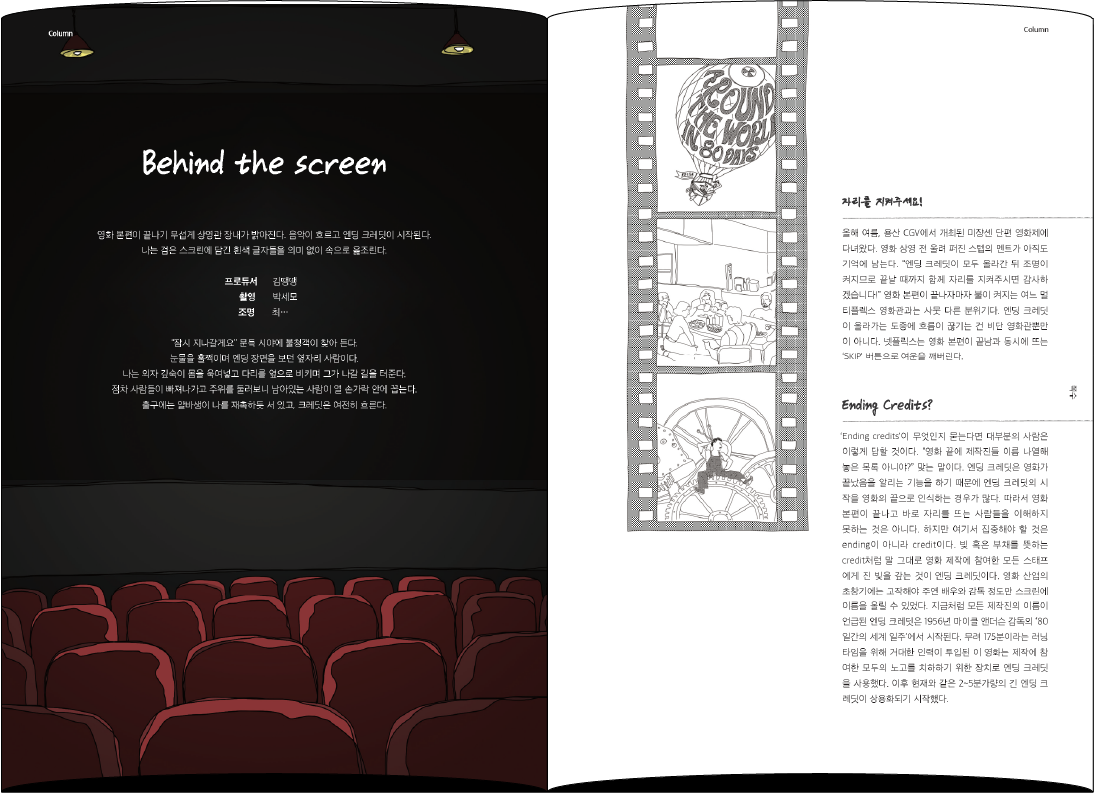 Column
Behind the screen
영화 본편이 끝나기 무섭게 상영관 장내가 밝아진다. 음악이 흐르고 엔딩 크레딧이 시작된다.
나는 검은 스크린에 담긴 흰색 글자들을 의미 없이 속으로 읊조린다.
프로듀서 김땡땡
촬영 박세모
조명 최…
“잠시 지나갈게요” 문득 시야에 불청객이 찾아 든다.
눈물을 훌쩍이며 엔딩 장면을 보던 옆자리 사람이다.
나는 의자 깊숙이 몸을 욱여넣고 다리를 옆으로 비키며 그가 나갈 길을 터준다.
점차 사람들이 빠져나가고 주위를 둘러보니 남아있는 사람이 열 손가락 안에 꼽는다.
출구에는 알바생이 나를 재촉하듯 서 있고, 크레딧은 여전히 흐른다.
Column
AROUND
THE WORLD
IN 80 DAYS
자리를 지켜주세요!
올해 여름, 용산 CGV에서 개최된 미쟝센 단편 영화제에
다녀왔다. 영화 상영 전 울려 퍼진 스텝의 멘트가 아직도
기억에 남는다. “엔딩 크레딧이 모두 올라간 뒤 조명이
켜지므로 끝날 때까지 함께 자리를 지켜주시면 감사하
겠습니다!” 영화 본편이 끝나자마자 불이 켜지는 여느 멀
티플렉스 영화관과는 사뭇 다른 분위기다. 엔딩 크레딧
이 올라가는 도중에 흐름이 끊기는 건 비단 영화관뿐만
이 아니다. 넷플릭스는 영화 본편이 끝남과 동시에 뜨는
‘SKIP’ 버튼으로 여운을 깨버린다.
Ending Credits?
‘Ending credits’이 무엇인지 묻는다면 대부분의 사람은
이렇게 답할 것이다. “영화 끝에 제작진들 이름 나열해
놓은 목록 아니야?” 맞는 말이다. 엔딩 크레딧은 영화가
끝났음을 알리는 기능을 하기 때문에 엔딩 크레딧의 시
작을 영화의 끝으로 인식하는 경우가 많다. 따라서 영화
본편이 끝나고 바로 자리를 뜨는 사람들을 이해하지
못하는 것은 아니다. 하지만 여기서 집중해야 할 것은
ending이 아니라 credit이다. 빚 혹은 부채를 뜻하는
credit처럼 말 그대로 영화 제작에 참여한 모든 스태프
에게 진 빚을 갚는 것이 엔딩 크레딧이다. 영화 산업의
초창기에는 고작해야 주연 배우와 감독 정도만 스크린에
이름을 올릴 수 있었다. 지금처럼 모든 제작진의 이름이
언급된 엔딩 크레딧은 1956년 마이클 앤더슨 감독의 ‘80
일간의 세계 일주’에서 시작된다. 무려 175분이라는 러닝
타임을 위해 거대한 인력이 투입된 이 영화는 제작에 참
여한 모두의 노고를 치하하기 위한 장치로 엔딩 크레딧
을 사용했다. 이후 현재와 같은 2~5분가량의 긴 엔딩 크
레딧이 상용화되기 시작했다.